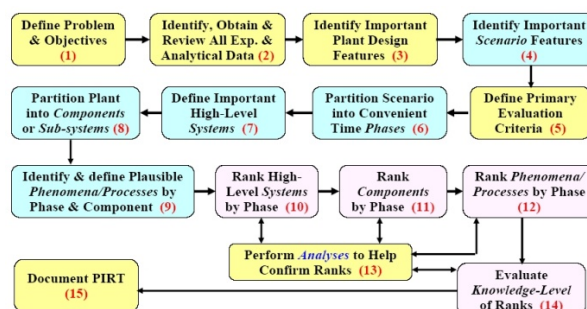 Define Problem
& Objectives
(1)
Identify, Obtain &
Review All Exp. &
Analytical Data (2)
Identify Important
Plant Design
Features (3)
Identify Important
Scenario Features
(4)
Partition Plant
into Components
or Sub-systems (8)
Define Important
High-Level
Systems (7)
Partition Scenario
into Convenient
Time Phases (6)
Define Primary
Evaluation
Criteria (5)
Identify & define Plausible
Phenomena/Processes by
Phase & Component (9)
Rank High-
Level Systems
by Phase (10)
Rank
Components
by Phase (11)
Rank Phenomena/
Processes by Phase
(12)
Perform Analyses to Help
Confirm Ranks (13)
Document PIRT
(15)
Evaluate
Knowledge-Level
of Ranks (14)